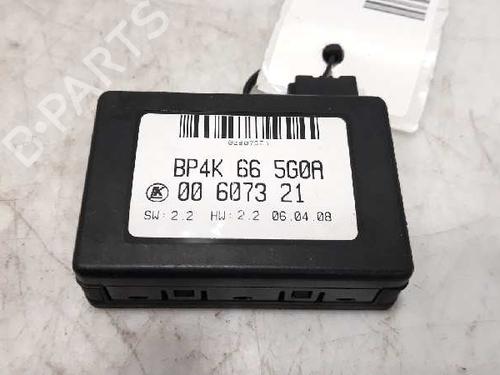 B-PARTS
BP4K 66 5G0A
00 6073 21
SW: 2.2 HW: 2.2 06.04.08